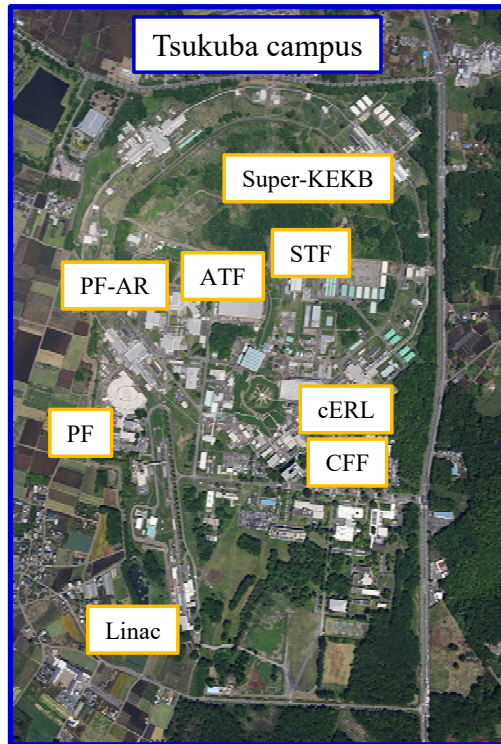 Tsukuba campus
Super-KEKB
STF
ATF
PF-AR
cERL
PF
CFF
Linac